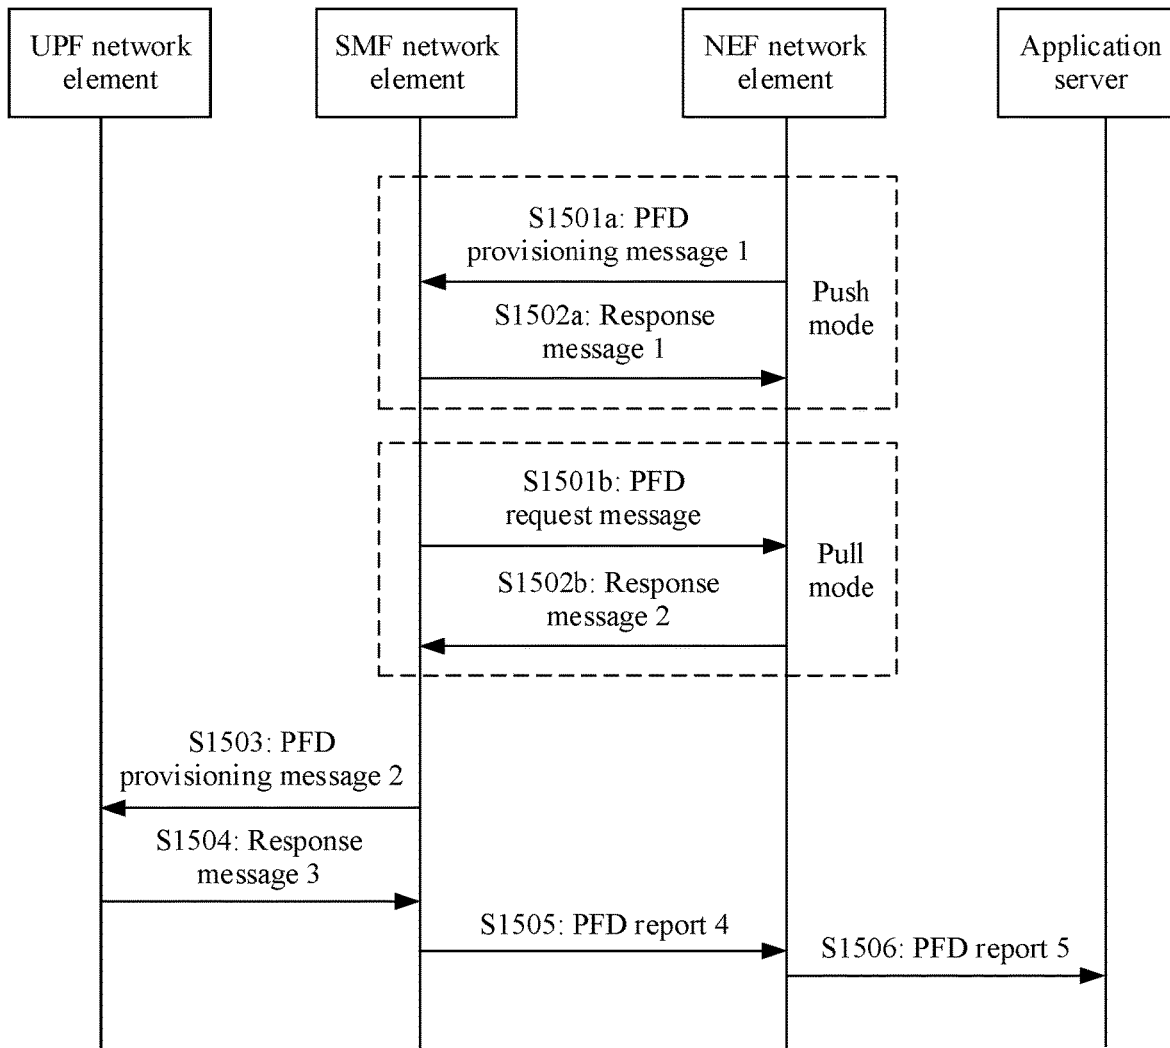 UPF network
element
SMF network
element
NEF network
element
Application
server
S1501a: PFD
provisioning message 1
S1502a: Response
message 1
Push
mode
S1501b: PFD
request message
S1502b: Response
message 2
Pull
mode
S1503: PFD
provisioning message 2
S1504: Response
message 3
S1505: PFD report 4
S1506: PFD report 5